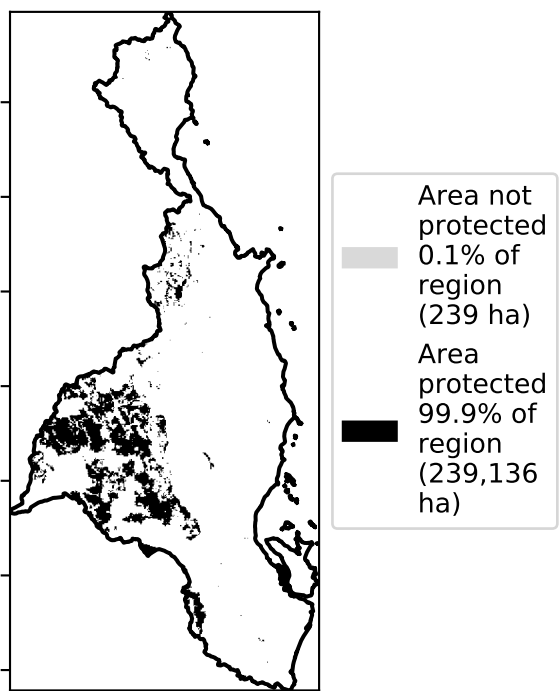 Area not
protected
0.1% of
region
(239 ha)
Area
protected
99.9% of
region
(239,136
ha)